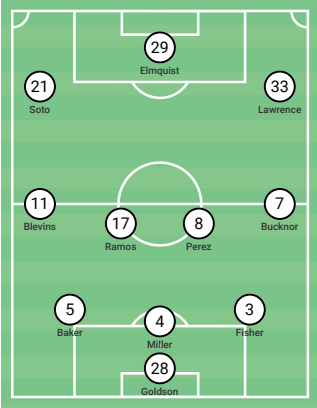 29
Elmquist
21
Soto
33
Lawrence
11
Blevins
7
Bucknor
17
Ramos
8
Perez
5
Baker
3
Fisher
4
Miller
28
Goldson